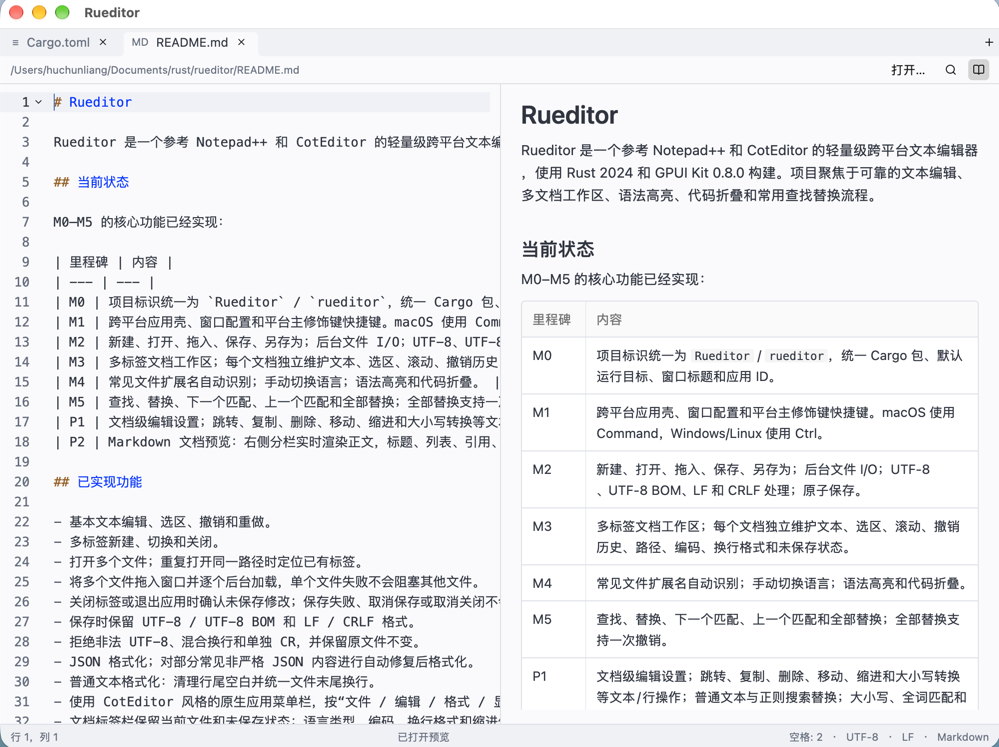 Rueditor
Cargo.toml
MD README.md
/Users/huchunliang/Documents/rust/rueditor/README.md
打开...
1 # Rueditor
2
3 Rueditor 是一个参考 Notepad++ 和 CotEditor 的轻量级跨平台文本编
4
5 ## 当前状态
6
7 M0–M5 的核心功能已经实现：
8
9 | 里程碑 | 内容 |
10 | --- | --- |
11 | M0 | 项目标识统一为 `Rueditor` / `rueditor`，统一 Cargo 包、
12 | M1 | 跨平台应用壳、窗口配置和平台主修饰键快捷键。macOS 使用 Com
13 | M2 | 新建、打开、拖入、保存、另存为；后台文件 I/O；UTF-8、UTF-8
14 | M3 | 多标签文档工作区；每个文档独立维护文本、选区、滚动、撤销历史
15 | M4 | 常见文件扩展名自动识别；手动切换语言；语法高亮和代码折叠。 |
16 | M5 | 查找、替换、下一个匹配、上一个匹配和全部替换；全部替换支持一次
17 | P1 | 文档级编辑设置；跳转、复制、删除、移动、缩进和大小写转换等文本
18 | P2 | Markdown 文档预览：右侧分栏实时渲染正文，标题、列表、引用、
19
20 ## 已实现功能
21
22 - 基本文本编辑、选区、撤销和重做。
23 - 多标签新建、切换和关闭。
24 - 打开多个文件；重复打开同一路径时定位已有标签。
25 - 将多个文件拖入窗口并逐个后台加载，单个文件失败不会阻塞其他文件。
26 - 关闭标签或退出应用时确认未保存修改；保存失败、取消保存或取消关闭不
27 - 保存时保留 UTF-8 / UTF-8 BOM 和 LF / CRLF 格式。
28 - 拒绝非法 UTF-8、混合换行和单独 CR，并保留原文件不变。
29 - JSON 格式化；对部分常见非严格 JSON 内容进行自动修复后格式化。
30 - 普通文本格式化：清理行尾空白并统一文件末尾换行。
31 - 使用 CotEditor 风格的原生应用菜单栏，按“文件 / 编辑 / 格式 / 显
32 - 文档标签栏保留当前文件和未保存状态；语言类型、编码、换行格式和缩进
Rueditor
Rueditor 是一个参考 Notepad++ 和 CotEditor 的轻量级跨平台文本编辑器
，使用 Rust 2024 和 GPUI Kit 0.8.0 构建。项目聚焦于可靠的文本编辑、
多文档工作区、语法高亮、代码折叠和常用查找替换流程。
当前状态
M0–M5 的核心功能已经实现：
里程碑 内容
M0 项目标识统一为 Rueditor / rueditor，统一 Cargo 包、默认
运行目标、窗口标题和应用 ID。
M1 跨平台应用壳、窗口配置和平台主修饰键快捷键。macOS 使用
Command，Windows/Linux 使用 Ctrl。
M2 新建、打开、拖入、保存、另存为；后台文件 I/O；UTF-8
、UTF-8 BOM、LF 和 CRLF 处理；原子保存。
M3 多标签文档工作区；每个文档独立维护文本、选区、滚动、撤销
历史、路径、编码、换行格式和未保存状态。
M4 常见文件扩展名自动识别；手动切换语言；语法高亮和代码折叠。
M5 查找、替换、下一个匹配、上一个匹配和全部替换；全部替换支
持一次撤销。
P1 文档级编辑设置；跳转、复制、删除、移动、缩进和大小写转换
等文本/行操作；普通文本与正则搜索替换；大小写、全词匹配和
行 1，列 1
已打开预览
空格: 2 · UTF-8 · LF · Markdown